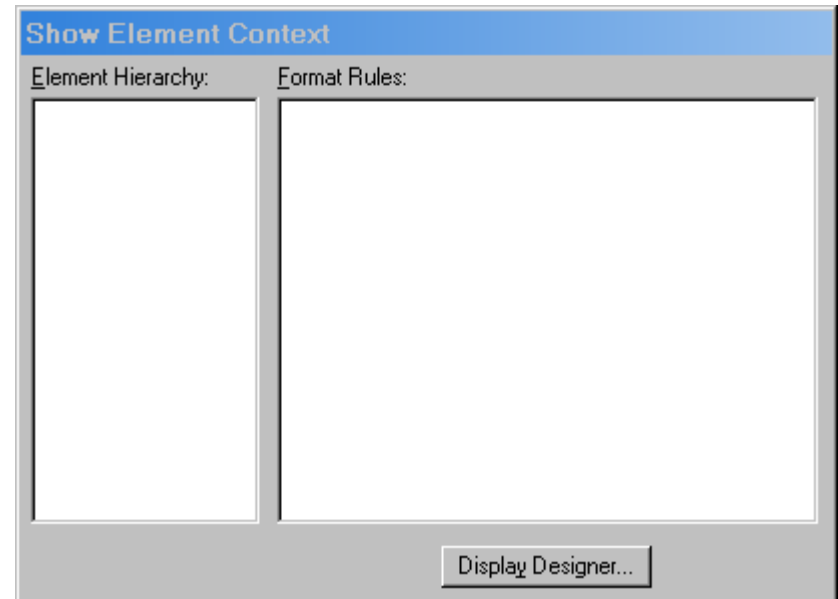 Show Element Context
Element Hierarchy: Format Rules:
Display Designer...